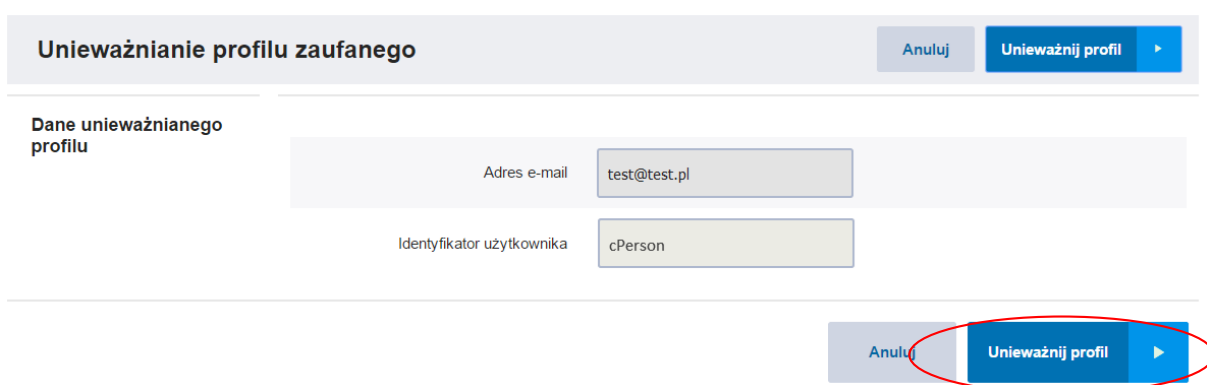 Unieważnianie profilu zaufanego
Anuluj
Unieważnij profil
Dane unieważnianego
profilu
Adres e-mail
test@test.pl
Identyfikator użytkownika
cPerson
Anuluj
Unieważnij profil